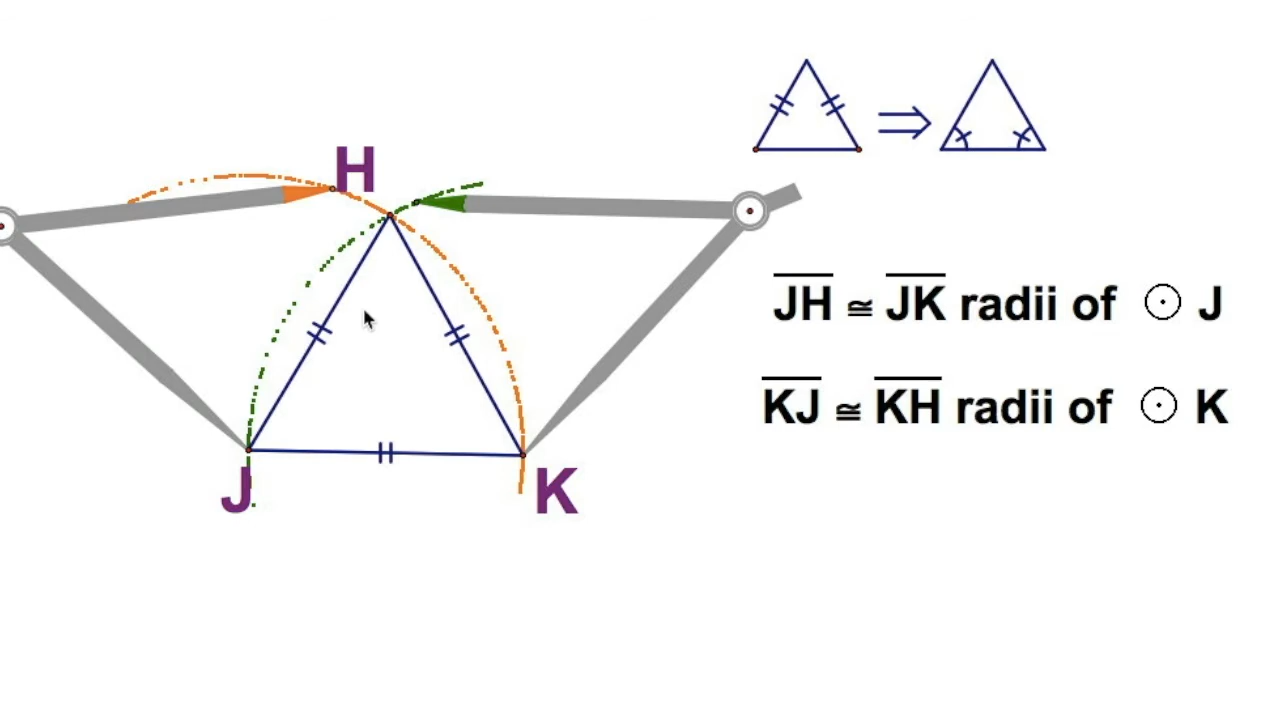 H
J
K
JH ≅ JK radii of ⊙ J
KJ ≅ KH radii of ⊙ K